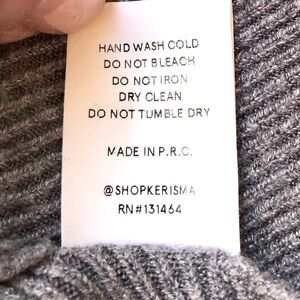 HAND WASH COLD
DO NOT BLEACH
DO NOT IRON
DRY CLEAN
DO NOT TUMBLE DRY
MADE IN P.R.C.
@SHOPKERISMA
RN#131464